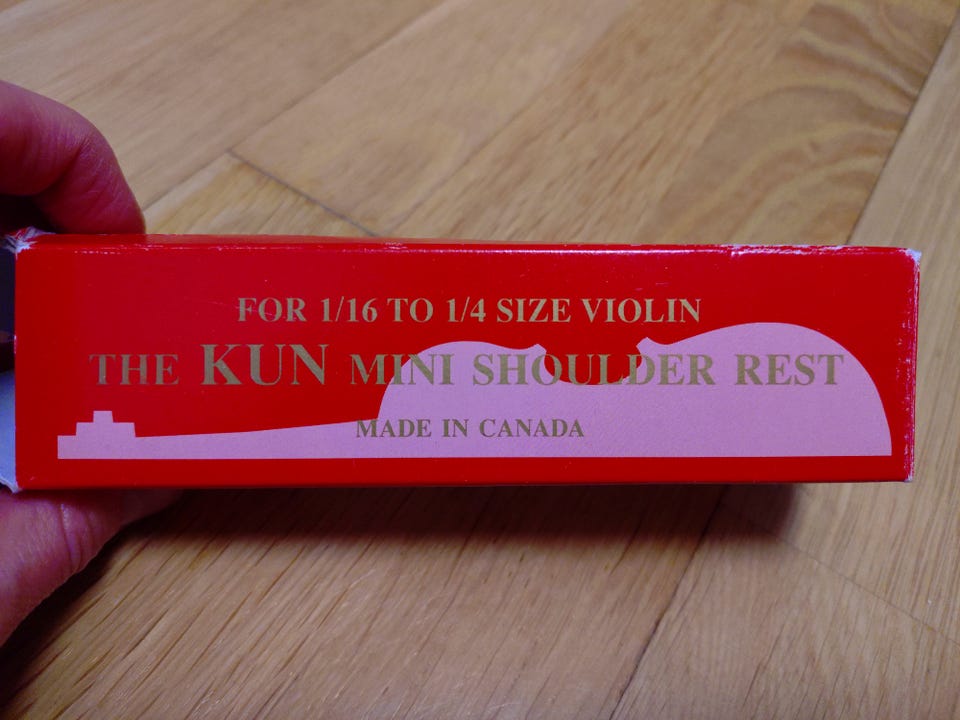 FOR 1/16 TO 1/4 SIZE VIOLIN
THE KUN MINI SHOULDER REST
MADE IN CANADA